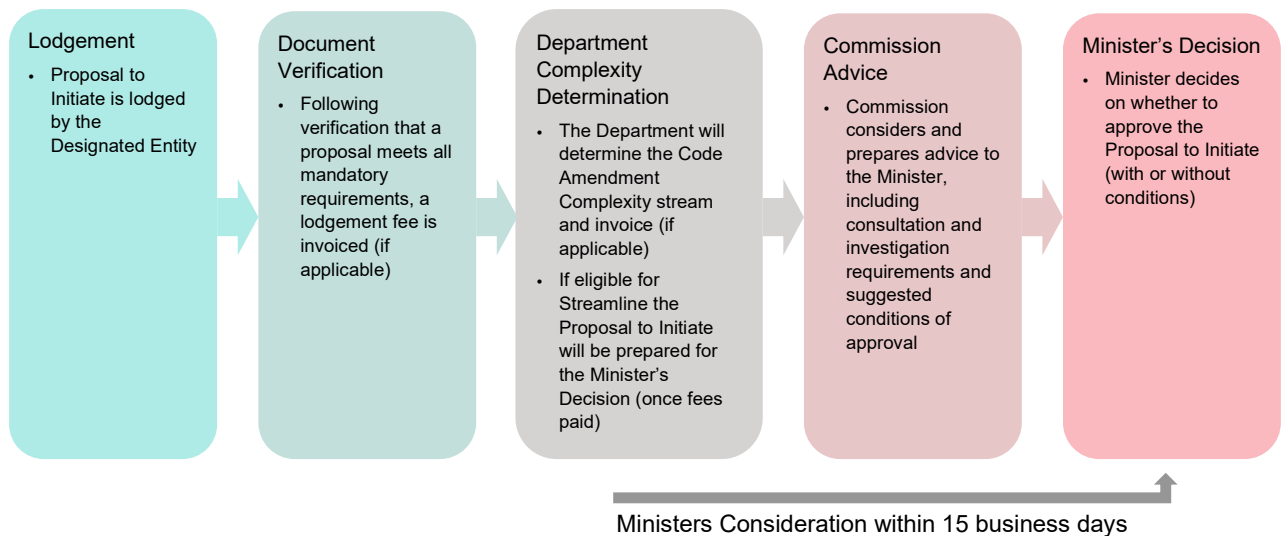 Lodgement
• Proposal to
Initiate is lodged
by the
Designated Entity
Document
Verification
• Following
verification that a
proposal meets all
mandatory
requirements, a
lodgement fee is
invoiced (if
applicable)
Department
Complexity
Determination
• The Department will
determine the Code
Amendment
Complexity stream
and invoice (if
applicable)
• If eligible for
Streamline the
Proposal to Initiate
will be prepared for
the Minister’s
Decision (once fees
paid)
Commission
Advice
• Commission
considers and
prepares advice to
the Minister,
including
consultation and
investigation
requirements and
suggested
conditions of
approval
Minister’s Decision
• Minister decides
on whether to
approve the
Proposal to Initiate
(with or without
conditions)
Ministers Consideration within 15 business days